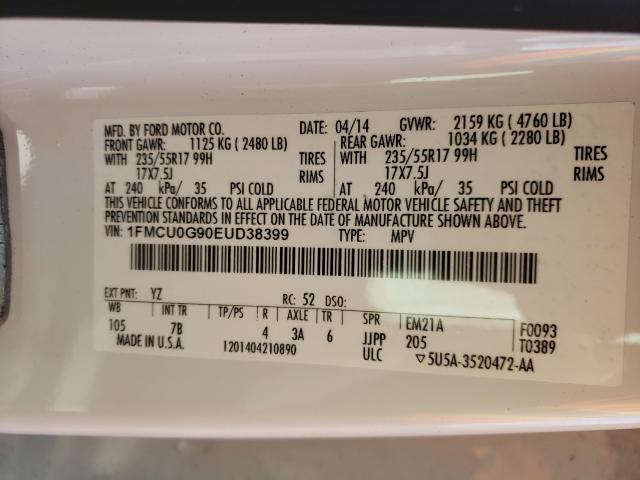 MFD. BY FORD MOTOR CO. DATE: 04/14 GVWR: 2159 KG ( 4760 LB)
FRONT GAWR: 1125 KG ( 2480 LB) REAR GAWR: 1034 KG ( 2280 LB)
WITH 235/55R17 99H TIRES WITH 235/55R17 99H TIRES
17X7.5J RIMS 17X7.5J RIMS
AT 240 kPa/ 35 PSI COLD AT 240 kPa/ 35 PSI COLD
THIS VEHICLE CONFORMS TO ALL APPLICABLE FEDERAL MOTOR VEHICLE SAFETY AND THEFT
PREVENTION STANDARDS IN EFFECT ON THE DATE OF MANUFACTURE SHOWN ABOVE.
VIN: 1FMCU0G90EUD38399 TYPE: MPV
EXT PNT: YZ RC: 52 DSO:
WB INT TR TP/PS R AXLE TR SPR EM21A F0093
105 7B 4 3A 6 JJPP 205 T0389
MADE IN U.S.A. 1201404210890 ULC ▽5U5A-3520472-AA